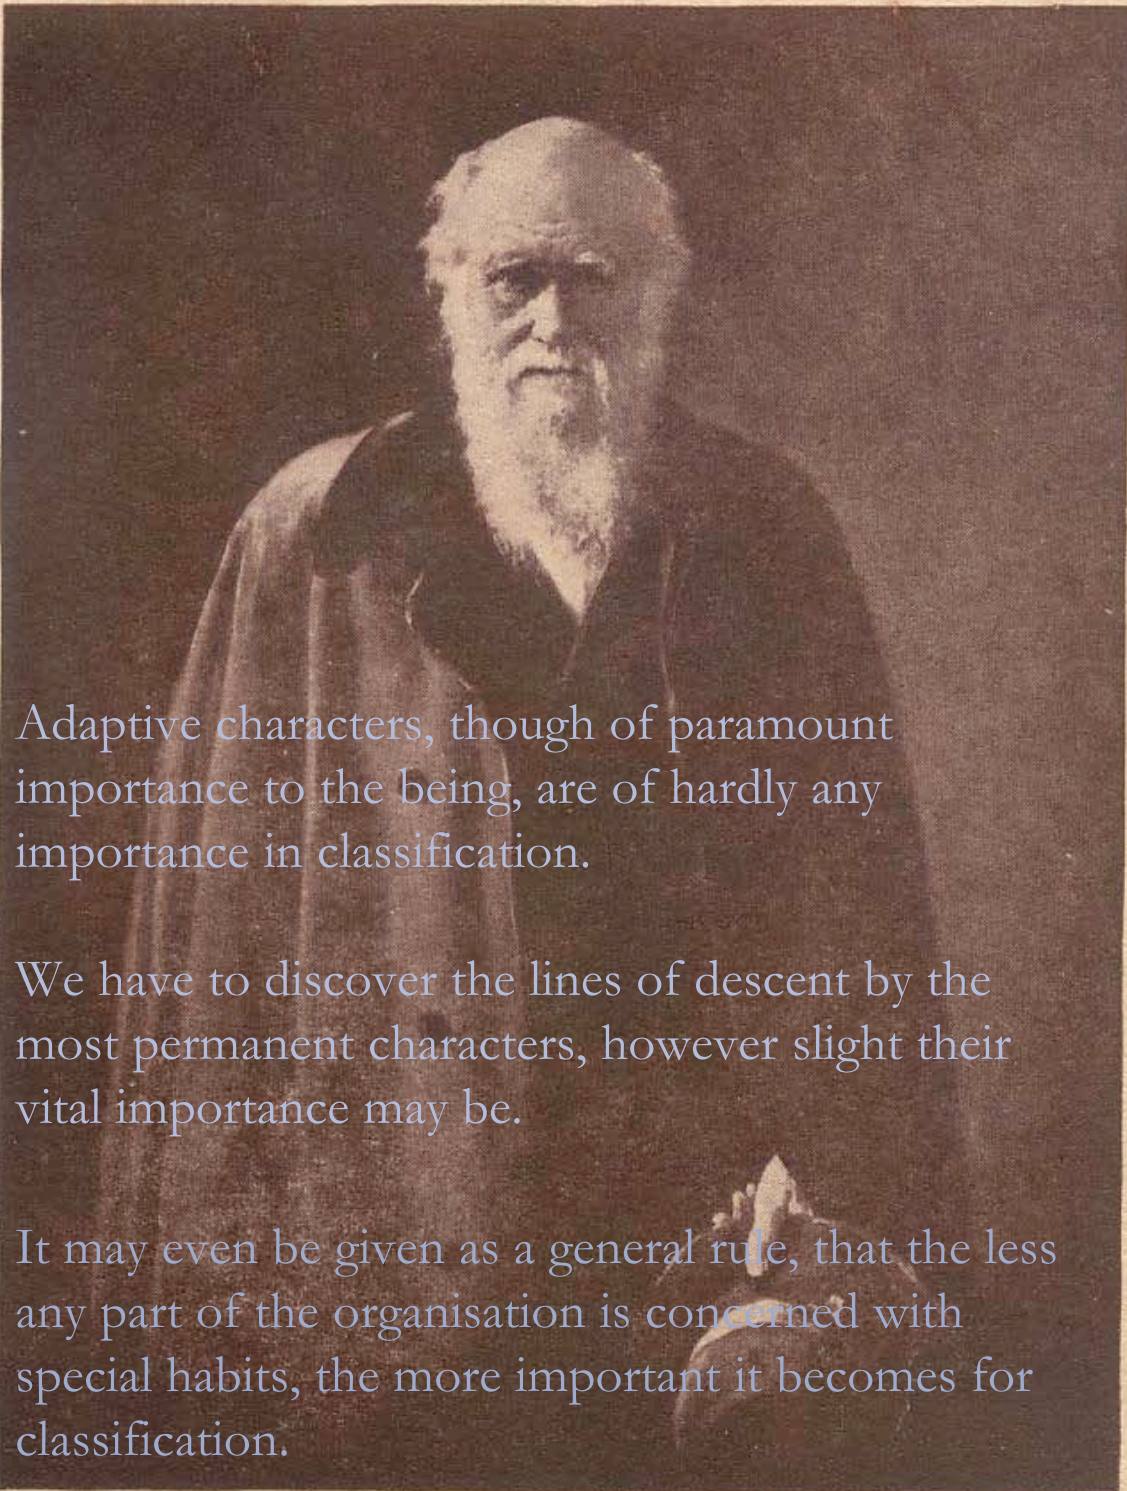 Adaptive characters, though of paramount
importance to the being, are of hardly any
importance in classification.
We have to discover the lines of descent by the
most permanent characters, however slight their
vital importance may be.
It may even be given as a general rule, that the less
any part of the organisation is concerned with
special habits, the more important it becomes for
classification.